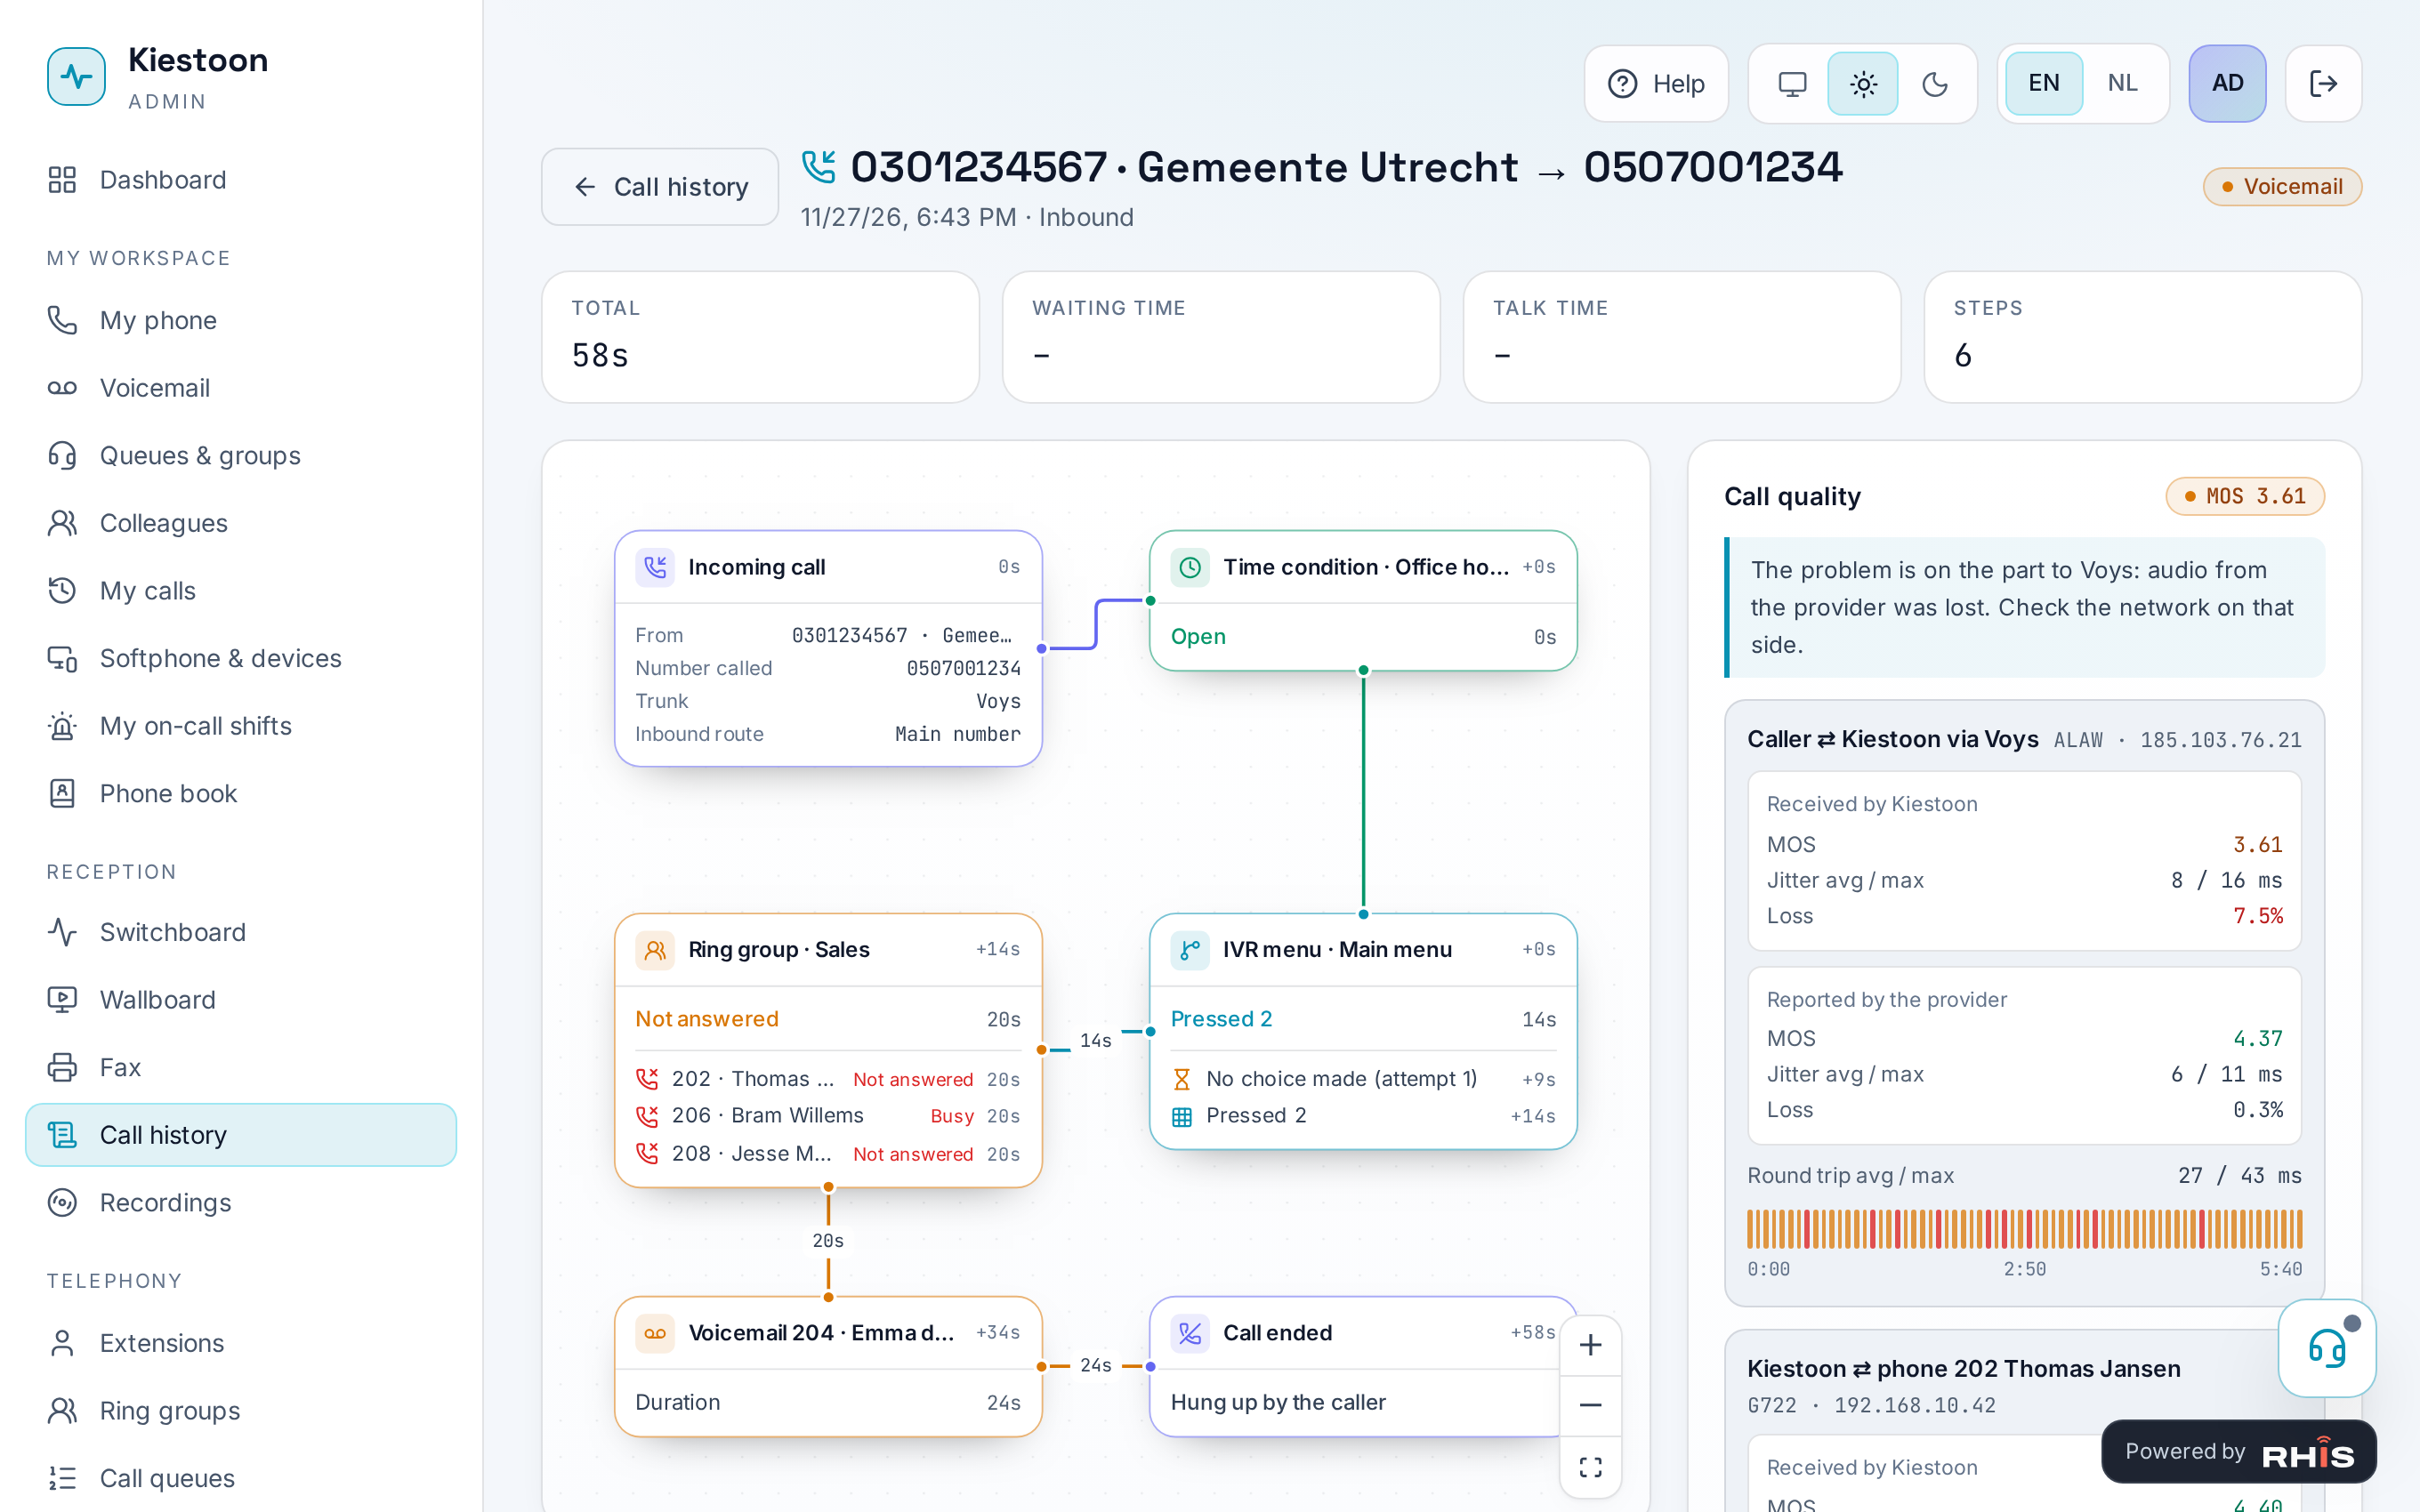 Kiestoon
ADMIN
Dashboard
MY WORKSPACE
My phone
Voicemail
Queues & groups
Colleagues
My calls
Softphone & devices
My on-call shifts
Phone book
RECEPTION
Switchboard
Wallboard
Fax
Call history
Recordings
TELEPHONY
Extensions
Ring groups
Call queues
Help
EN NL
AD
Call history
0301234567 · Gemeente Utrecht → 0507001234
11/27/26, 6:43 PM · Inbound
Voicemail
TOTAL
58s
WAITING TIME
–
TALK TIME
–
STEPS
6
Incoming call 0s
From 0301234567 · Gemee…
Number called 0507001234
Trunk Voys
Inbound route Main number
Time condition · Office ho… +0s
Open 0s
Ring group · Sales +14s
Not answered 20s
202 · Thomas … Not answered 20s
206 · Bram Willems Busy 20s
208 · Jesse M… Not answered 20s
14s
IVR menu · Main menu +0s
Pressed 2 14s
No choice made (attempt 1) +9s
Pressed 2 +14s
20s
Voicemail 204 · Emma d… +34s
Duration 24s
24s
Call ended +58s
Hung up by the caller
Call quality MOS 3.61
The problem is on the part to Voys: audio from
the provider was lost. Check the network on that
side.
Caller ⇄ Kiestoon via Voys ALAW · 185.103.76.21
Received by Kiestoon
MOS 3.61
Jitter avg / max 8 / 16 ms
Loss 7.5%
Reported by the provider
MOS 4.37
Jitter avg / max 6 / 11 ms
Loss 0.3%
Round trip avg / max 27 / 43 ms
0:00 2:50 5:40
Kiestoon ⇄ phone 202 Thomas Jansen
G722 · 192.168.10.42
Received by Kiestoon
MOS 4.40
Powered by RHIS